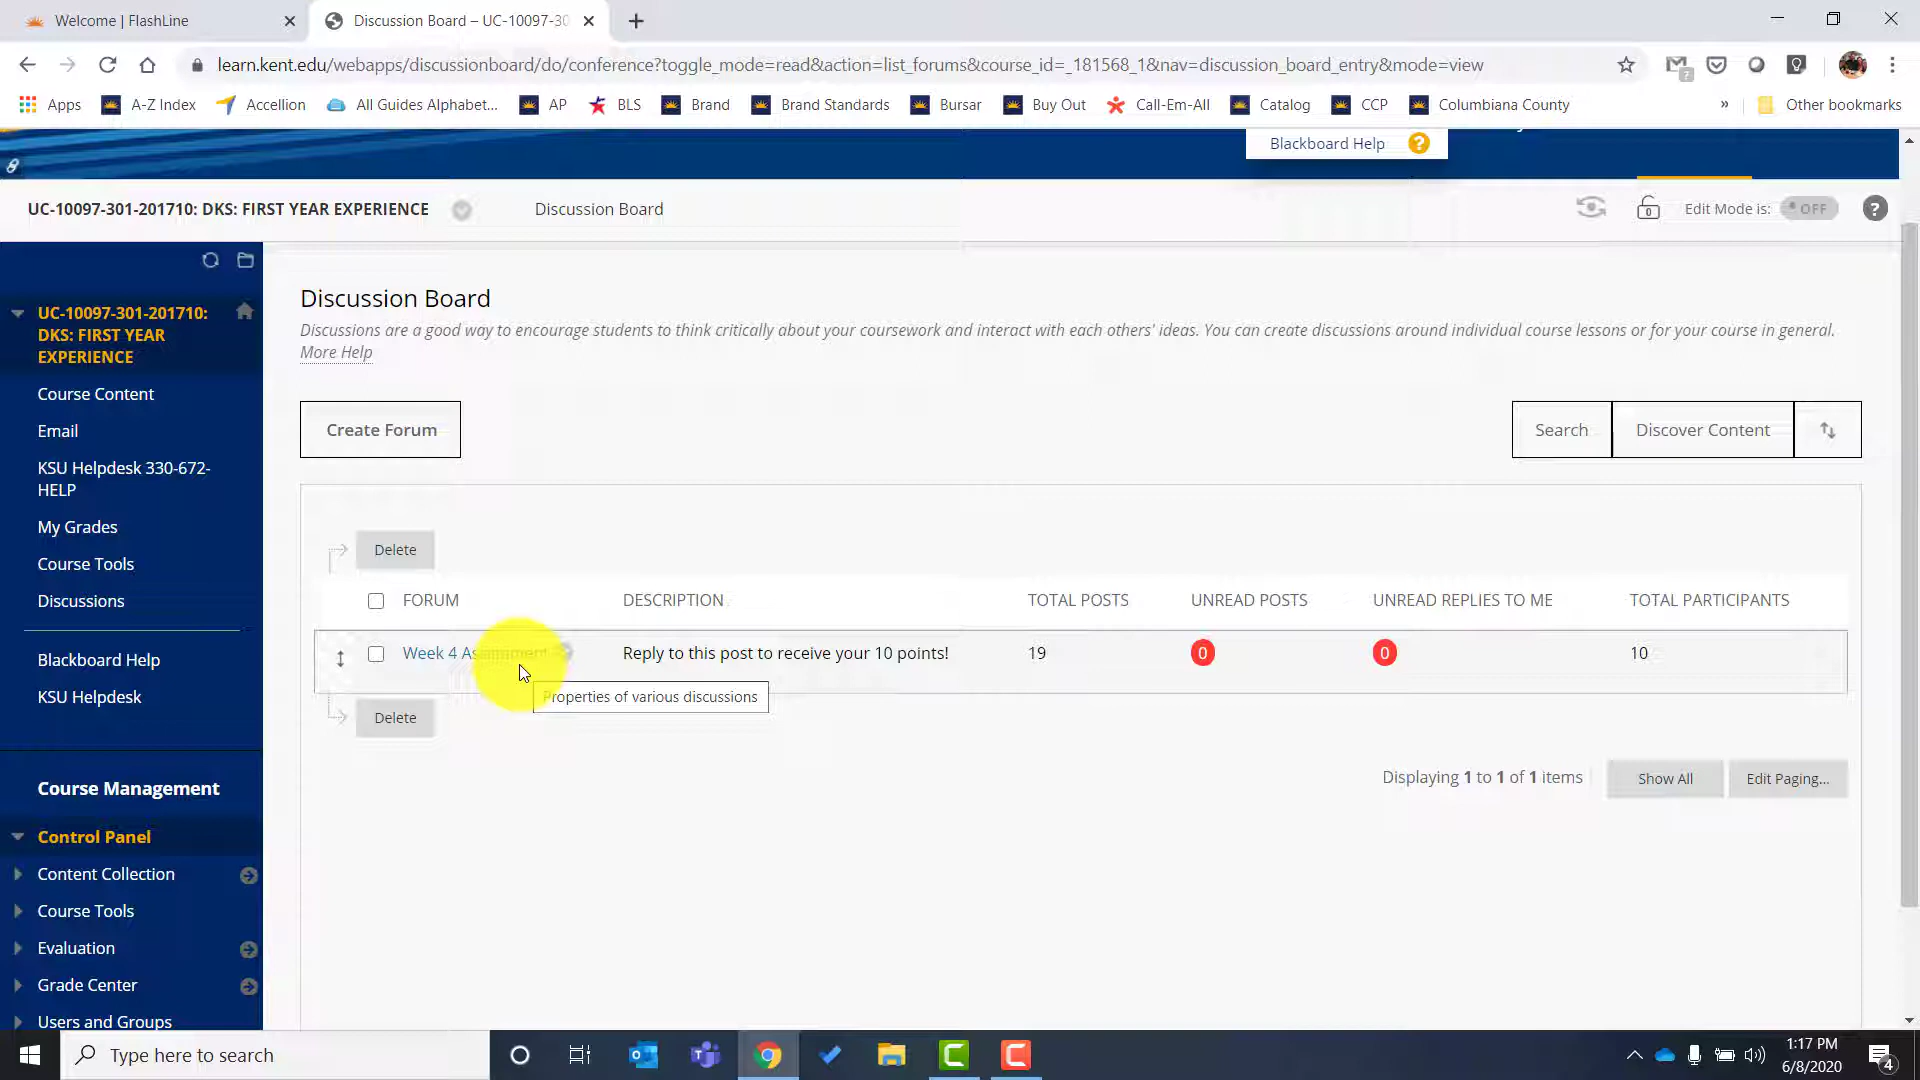 Welcome | FlashLine
Discussion Board – UC-10097-30
learn.kent.edu/webapps/discussionboard/do/conference?toggle_mode=read&action=list_forums&course_id=_181568_1&nav=discussion_board_entry&mode=view
Apps A-Z Index Accellion All Guides Alphabet... AP BLS Brand Brand Standards Bursar Buy Out Call-Em-All Catalog CCP Columbiana County » Other bookmarks
Blackboard Help ?
UC-10097-301-201710: DKS: FIRST YEAR EXPERIENCE Discussion Board Edit Mode is: OFF ?
UC-10097-301-201710:
DKS: FIRST YEAR
EXPERIENCE
Course Content
Email
KSU Helpdesk 330-672-
HELP
My Grades
Course Tools
Discussions
Blackboard Help
KSU Helpdesk
Course Management
Control Panel
Content Collection
Course Tools
Evaluation
Grade Center
Users and Groups
Discussion Board
Discussions are a good way to encourage students to think critically about your coursework and interact with each others' ideas. You can create discussions around individual course lessons or for your course in general.
More Help
Create Forum
Search Discover Content
Delete
FORUM DESCRIPTION TOTAL POSTS UNREAD POSTS UNREAD REPLIES TO ME TOTAL PARTICIPANTS
Week 4 Assignment Reply to this post to receive your 10 points! 19 0 0 10
Properties of various discussions
Delete
Displaying 1 to 1 of 1 items Show All Edit Paging...
Type here to search
1:17 PM
6/8/2020
4